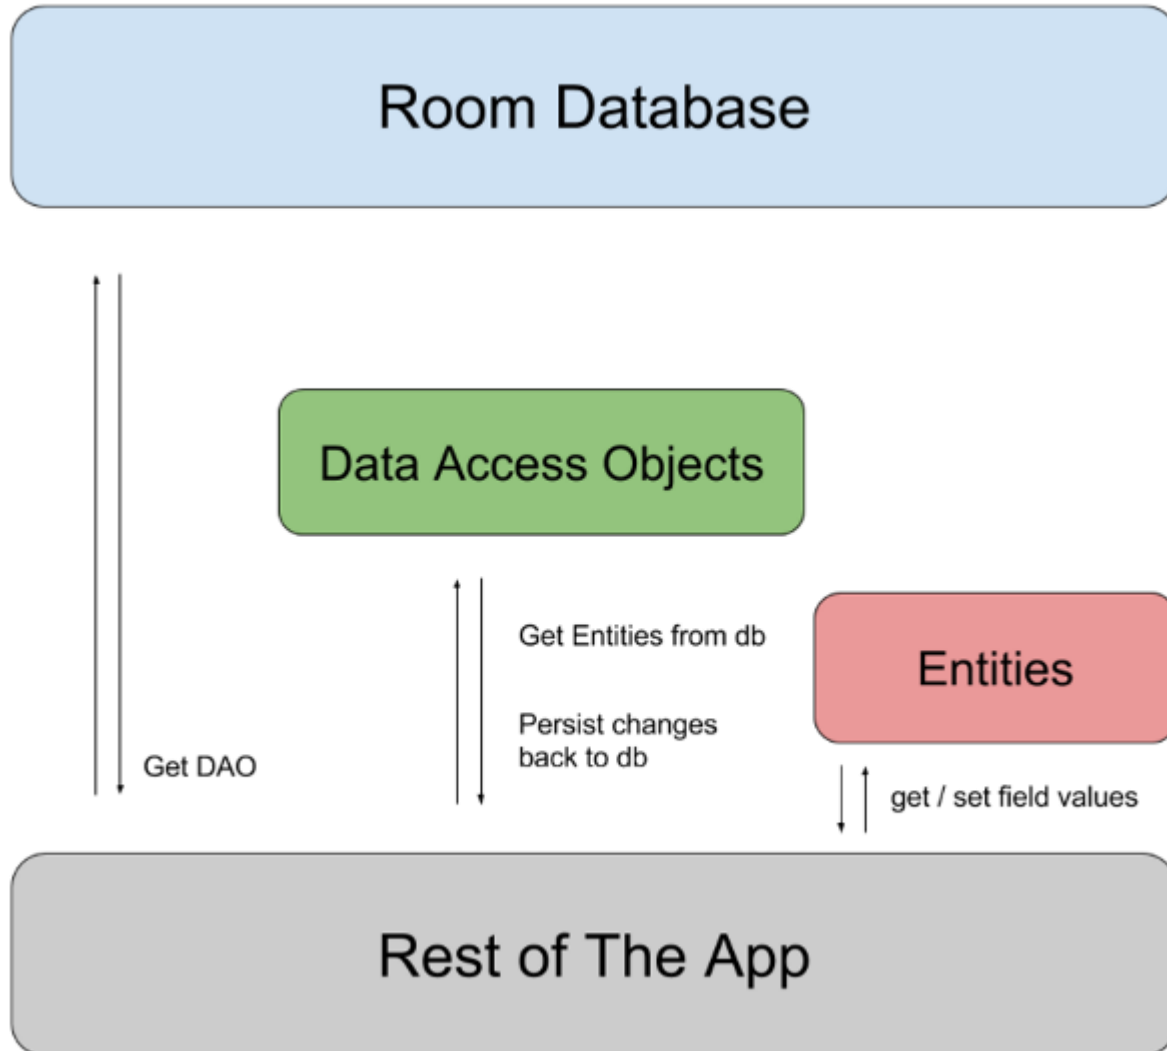 Room Database
Data Access Objects
Get Entities from db
Entities
Persist changes
back to db
Get DAO
get / set field values
Rest of The App